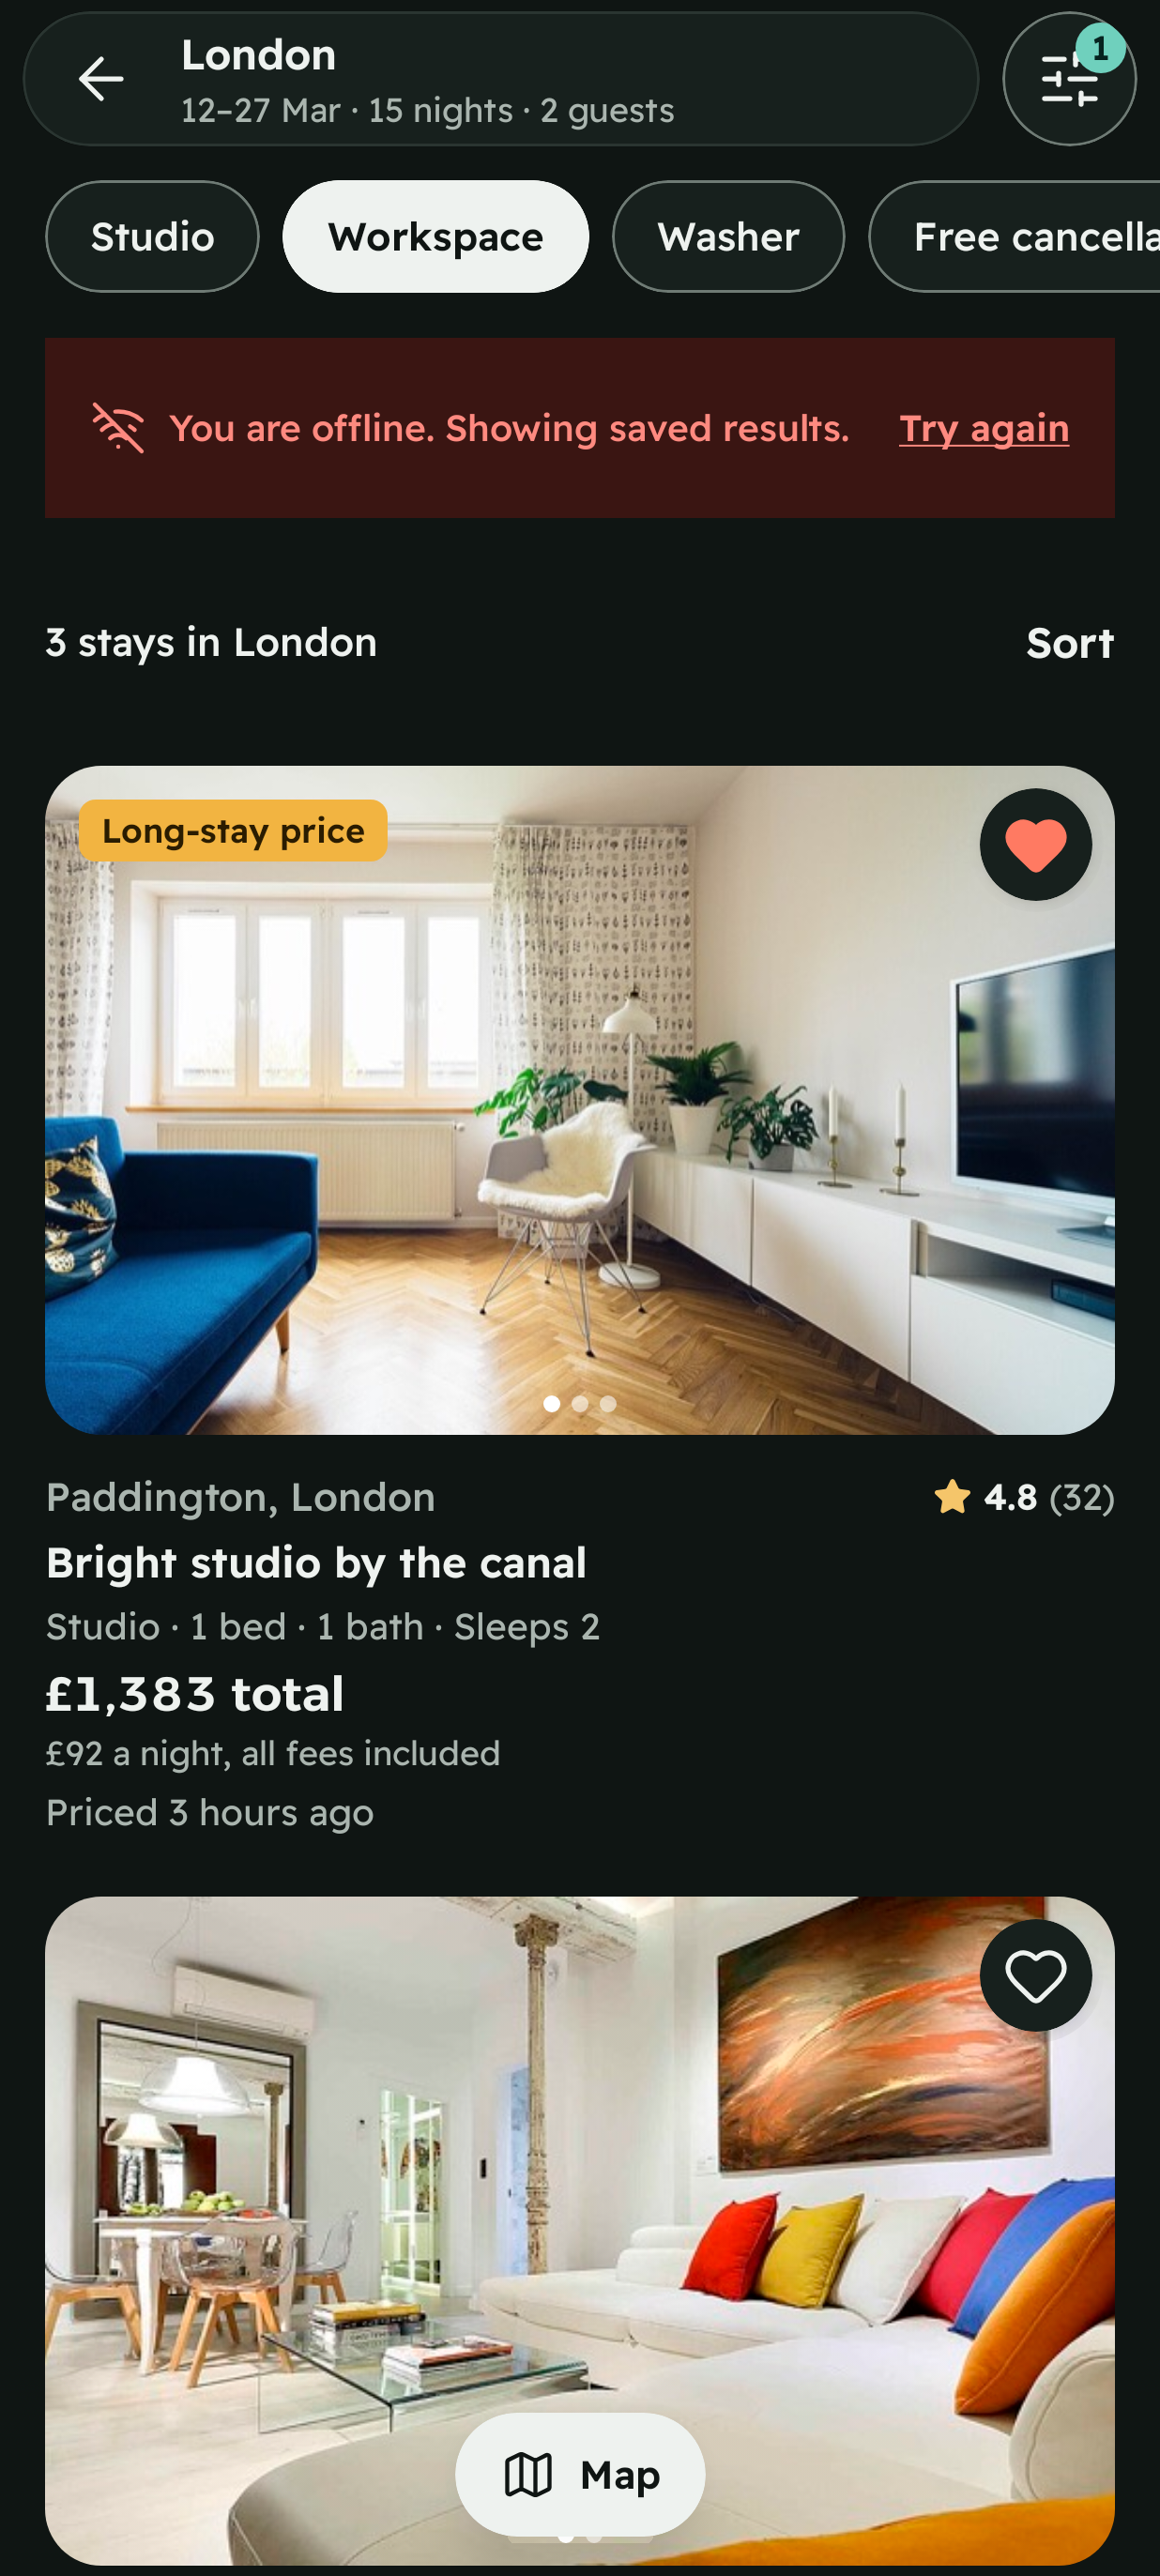 London
12–27 Mar · 15 nights · 2 guests
1
Studio
Workspace
Washer
Free cancella
You are offline. Showing saved results.
Try again
3 stays in London
Sort
Long-stay price
Paddington, London
4.8 (32)
Bright studio by the canal
Studio · 1 bed · 1 bath · Sleeps 2
£1,383 total
£92 a night, all fees included
Priced 3 hours ago
Map